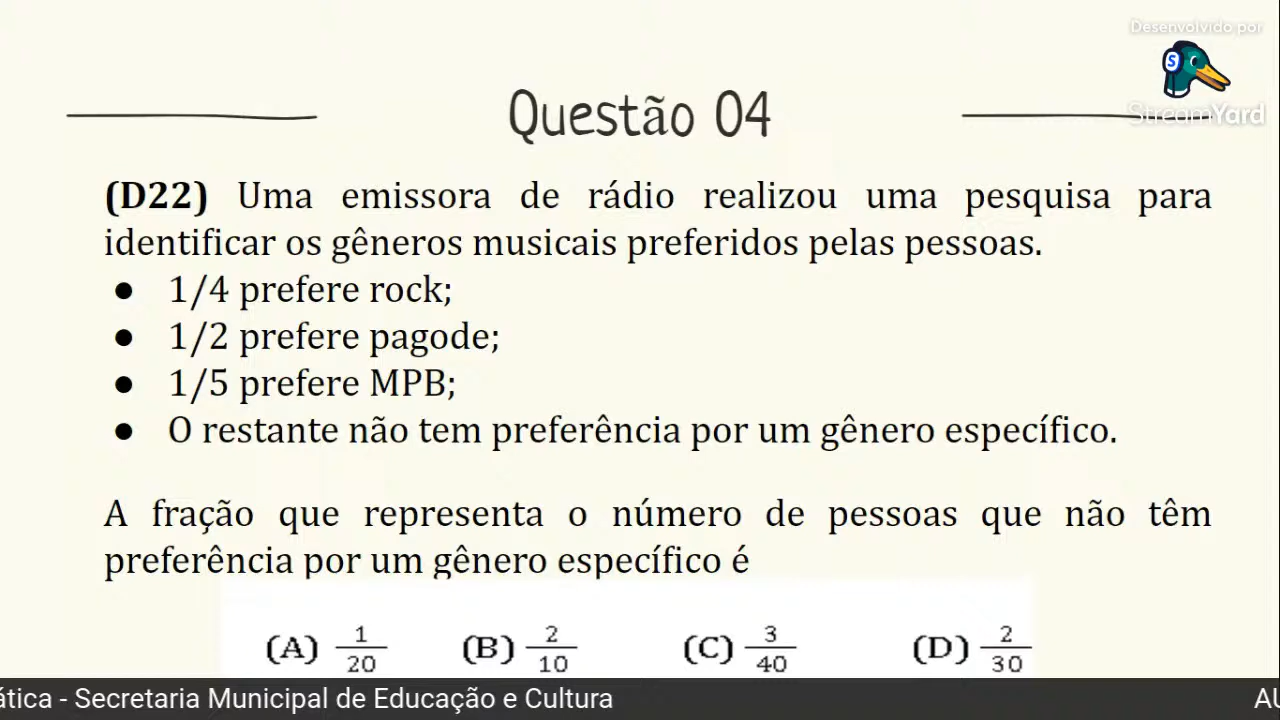 Desenvolvido por
S
StreamYard
Questão 04
(D22) Uma emissora de rádio realizou uma pesquisa para
identificar os gêneros musicais preferidos pelas pessoas.
● 1/4 prefere rock;
● 1/2 prefere pagode;
● 1/5 prefere MPB;
● O restante não tem preferência por um gênero específico.
A fração que representa o número de pessoas que não têm
preferência por um gênero específico é
(A) 1/20 (B) 2/10 (C) 3/40 (D) 2/30
ática - Secretaria Municipal de Educação e Cultura AU